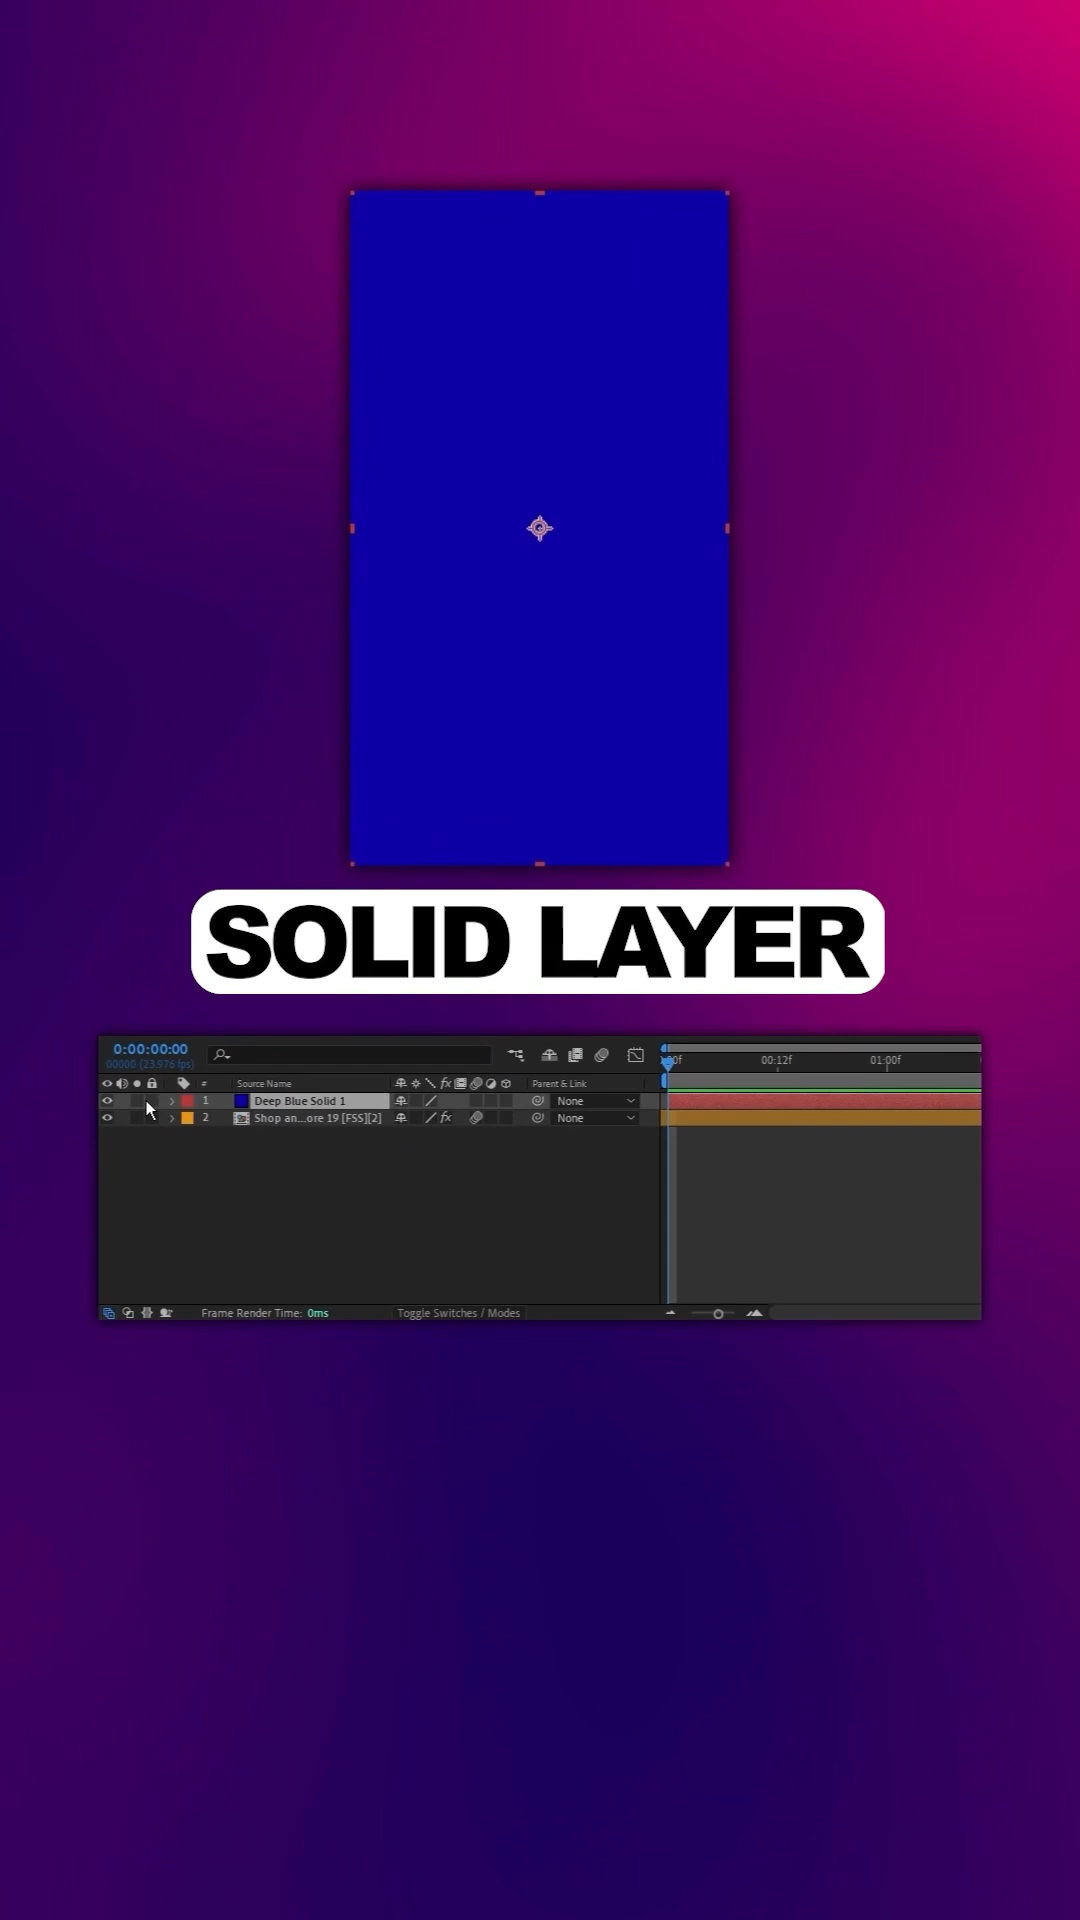 SOLID LAYER
0:00:00:00
00000 (23.976 fps)
00:12f
01:00f
# Source Name
fx
Parent & Link
1 Deep Blue Solid 1
None
2 Shop an...ore 19 [FSS][2]
fx
None
Frame Render Time: 0ms
Toggle Switches / Modes